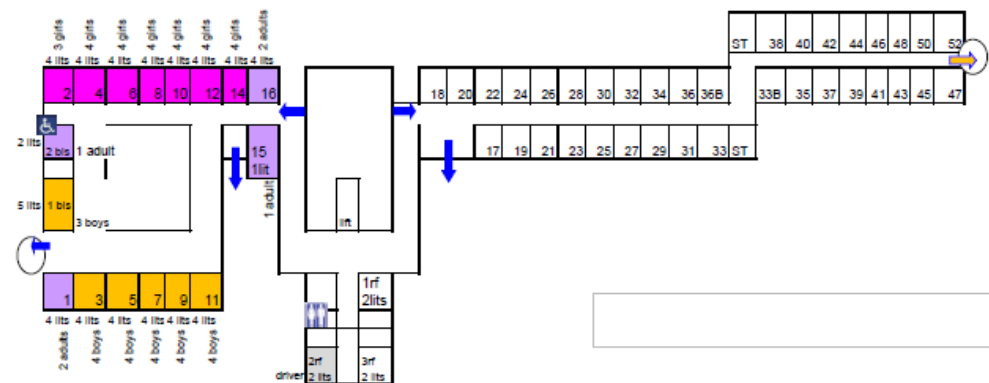 3 girls 4 girls 4 girls 4 girls 4 girls 4 girls 4 girls 2 adults
4 lits 4 lits 4 lits 4 lits 4 lits 4 lits 4 lits 4 lits
2 4 6 8 10 12 14 16
ST 38 40 42 44 46 48 50 52
18 20 22 24 26 28 30 32 34 36 36B
33B 35 37 39 41 43 45 47
2 lits 2 bis 1 adult
15
1lit
1 adult
17 19 21 23 25 27 29 31 33 ST
5 lits 1 bis
3 boys
lift
1 3 5 7 9 11
4 lits 4 lits 4 lits 4 lits 4 lits 4 lits
2 adults 4 boys 4 boys 4 boys 4 boys 4 boys
1rf
2lits
2rf
driver 2 lits
3rf
2 lits